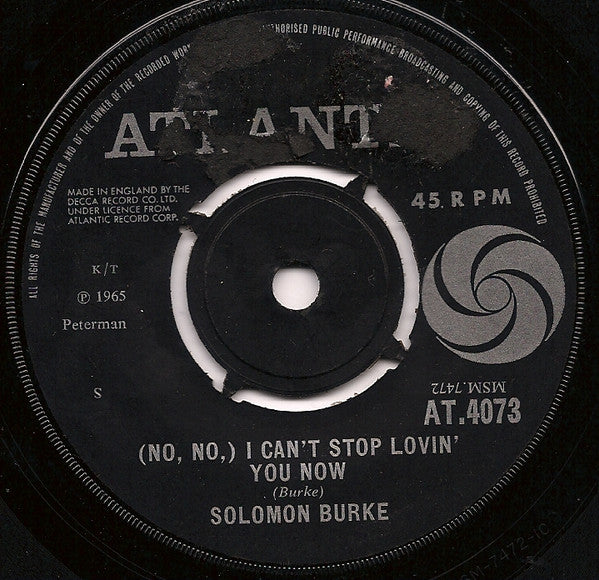 ALL RIGHTS OF THE MANUFACTURER AND OF THE OWNER OF THE RECORDED WORK
AUTHORISED PUBLIC PERFORMANCE BROADCASTING AND COPYING OF THIS RECORD PROHIBITED
ATLANT
MADE IN ENGLAND BY THE
DECCA RECORD CO. LTD.
UNDER LICENCE FROM
ATLANTIC RECORD CORP.
45 R P M
K/T
℗ 1965
Peterman
S
MSM.7472
AT.4073
(NO, NO,) I CAN'T STOP LOVIN'
YOU NOW
(Burke)
SOLOMON BURKE